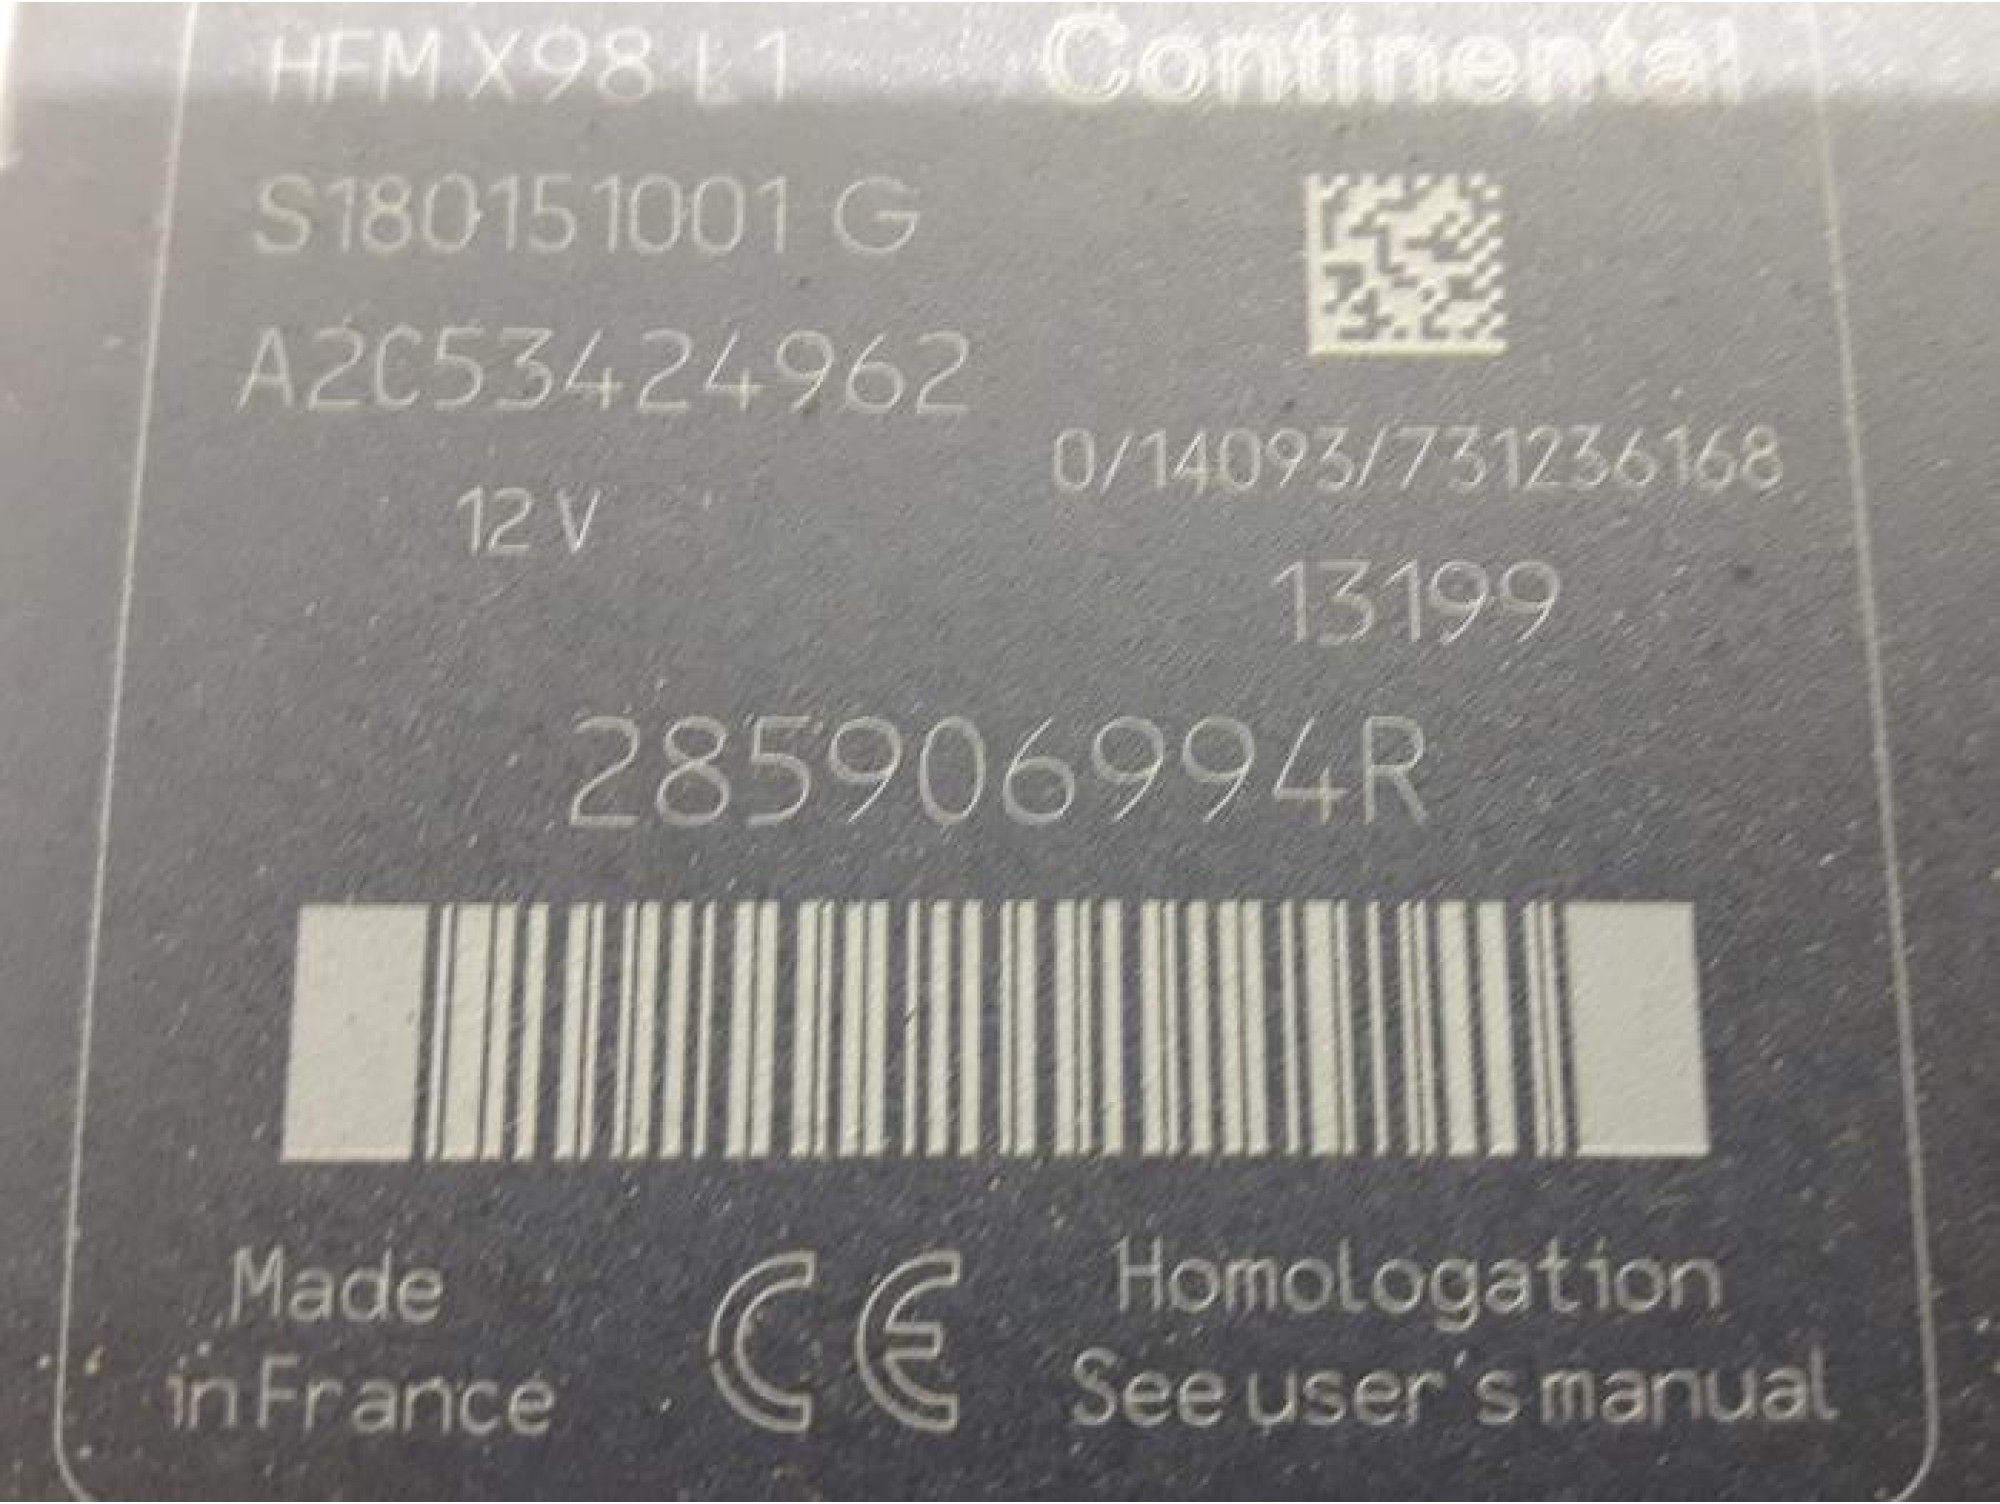 HFM X98 L1
Continental
S180151001 G
A2C53424962
0/14093/731236168
12V
13199
285906994R
Made
in France
CE
Homologation
See user's manual